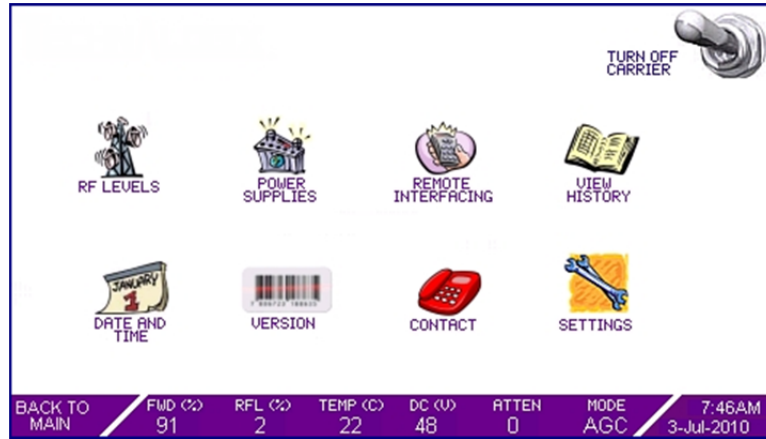 TURN OFF
CARRIER
RF LEVELS
POWER
SUPPLIES
REMOTE
INTERFACING
VIEW
HISTORY
JANUARY
1
DATE AND
TIME
VERSION
CONTACT
SETTINGS
BACK TO
MAIN
FWD (%)
91
RFL (%)
2
TEMP (C)
22
DC (V)
48
ATTEN
0
MODE
AGC
7:46AM
3-Jul-2010